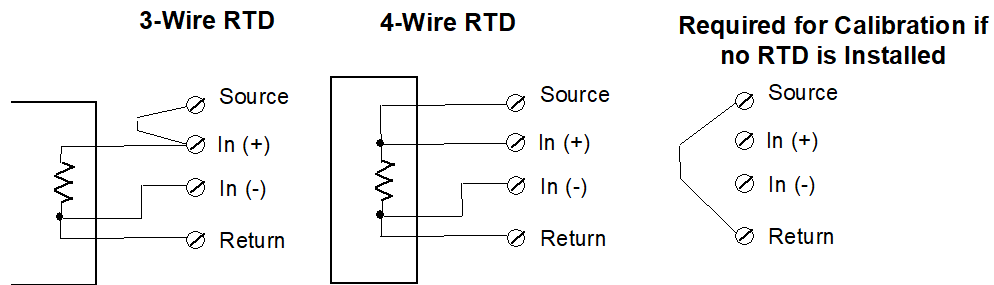 3-Wire RTD
Source
In (+)
In (-)
Return
4-Wire RTD
Source
In (+)
In (-)
Return
Required for Calibration if
no RTD is Installed
Source
In (+)
In (-)
Return